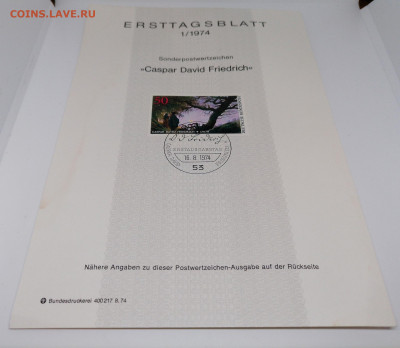 COINS.LAVE.RU
ERSTTAGSBLATT
1/1974
Sonderpostwertzeichen
»Caspar David Friedrich«
50
ERSTAUSGABE
16. 8. 1974
53
Nähere Angaben zu dieser Postwertzeichen-Ausgabe auf der Rückseite
Bundesdruckerei 400217 8.74